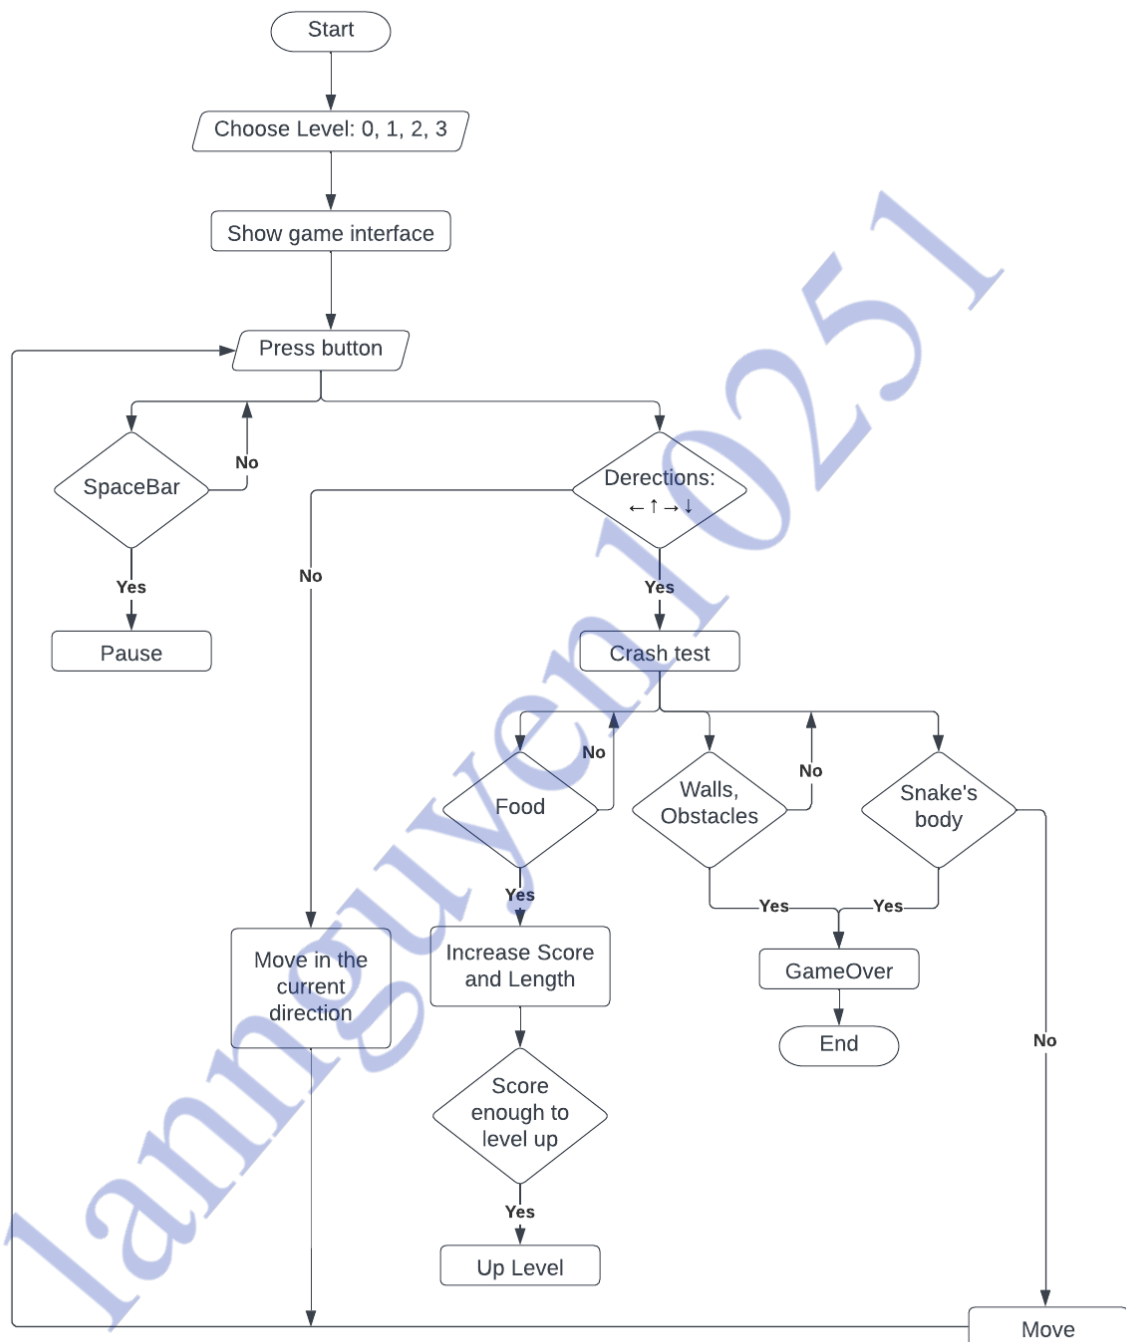 Start
Choose Level: 0, 1, 2, 3
Show game interface
Press button
No
SpaceBar
Derections:
←↑→↓
No
Yes
Yes
Pause
Crash test
No
No
Food
Walls,
Obstacles
Snake's
body
Yes
Yes
Yes
Move in the
current
direction
Increase Score
and Length
GameOver
End
No
Score
enough to
level up
Yes
Up Level
Move
lannguyen10251